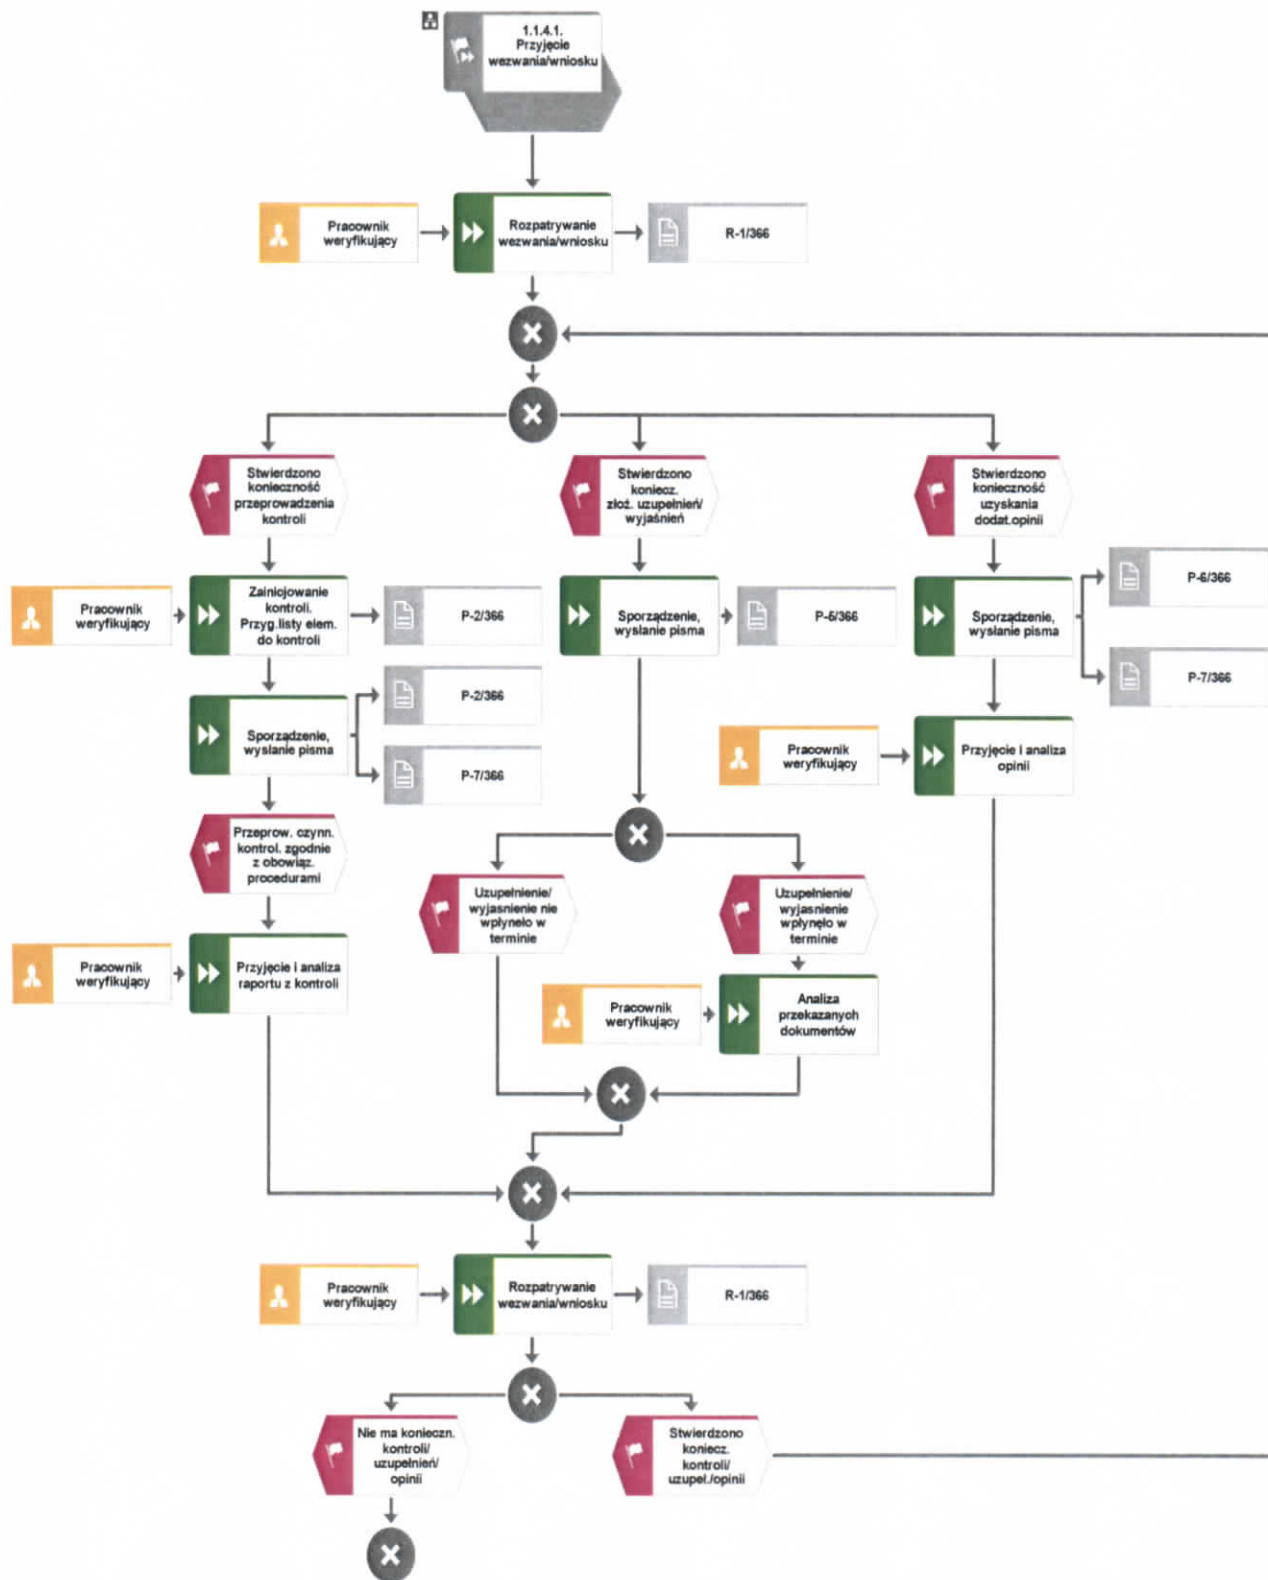 1.1.4.1.
Przyjęcie
wezwania/wniosku
Pracownik
weryfikujący
Rozpatrywanie
wezwania/wniosku
R-1/366
Stwierdzono
konieczność
przeprowadzenia
kontroli
Stwierdzono
koniecz.
złoż. uzupełnień/
wyjaśnień
Stwierdzono
konieczność
uzyskania
dodat.opinii
Pracownik
weryfikujący
Zainicjowanie
kontroli.
Przyg.listy elem.
do kontroli
P-2/366
Sporządzenie,
wysłanie pisma
P-5/366
Sporządzenie,
wysłanie pisma
P-6/366
P-7/366
Sporządzenie,
wysłanie pisma
P-2/366
P-7/366
Pracownik
weryfikujący
Przyjęcie i analiza
opinii
Przeprow. czynn.
kontrol. zgodnie
z obowiąz.
procedurami
Uzupełnienie/
wyjasnienie nie
wpłynęło w
terminie
Uzupełnienie/
wyjasnienie
wpłynęło w
terminie
Pracownik
weryfikujący
Przyjęcie i analiza
raportu z kontroli
Pracownik
weryfikujący
Analiza
przekazanych
dokumentów
Pracownik
weryfikujący
Rozpatrywanie
wezwania/wniosku
R-1/366
Nie ma konieczn.
kontroli/
uzupełnień/
opinii
Stwierdzono
koniecz.
kontroli/
uzupeł./opinii